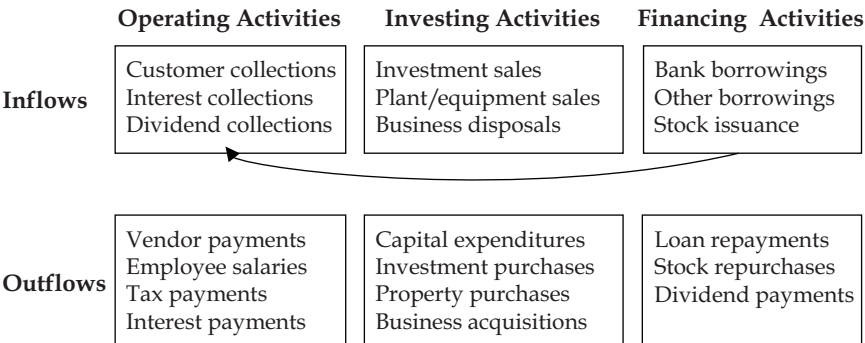 Operating Activities Investing Activities Financing Activities
Inflows
Customer collections
Interest collections
Dividend collections
Investment sales
Plant/equipment sales
Business disposals
Bank borrowings
Other borrowings
Stock issuance
Outflows
Vendor payments
Employee salaries
Tax payments
Interest payments
Capital expenditures
Investment purchases
Property purchases
Business acquisitions
Loan repayments
Stock repurchases
Dividend payments